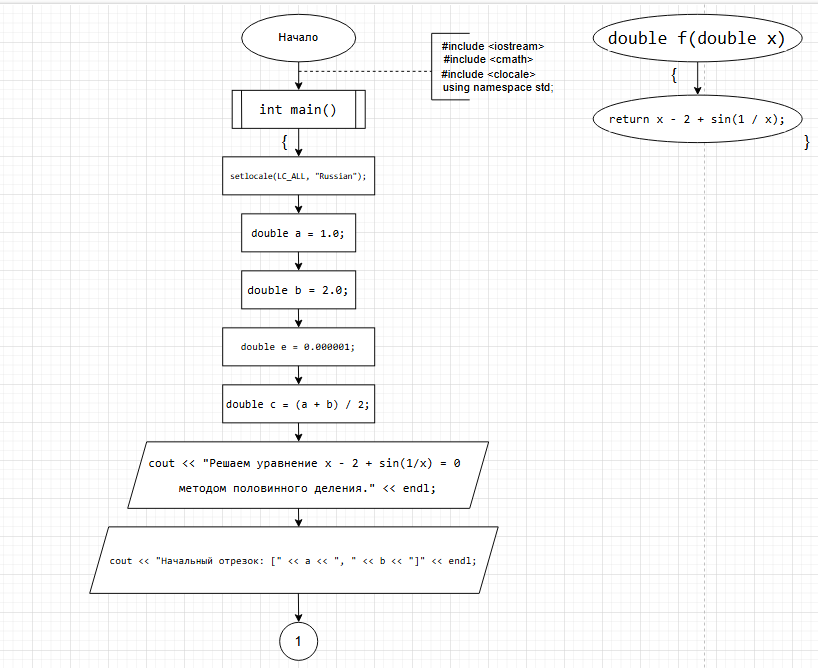 Начало
#include <iostream>
#include <cmath>
#include <clocale>
using namespace std;
int main()
{
setlocale(LC_ALL, "Russian");
double a = 1.0;
double b = 2.0;
double e = 0.000001;
double c = (a + b) / 2;
cout << "Решаем уравнение x - 2 + sin(1/x) = 0
методом половинного деления." << endl;
cout << "Начальный отрезок: [" << a << ", " << b << "]" << endl;
1
double f(double x)
{
return x - 2 + sin(1 / x);
}